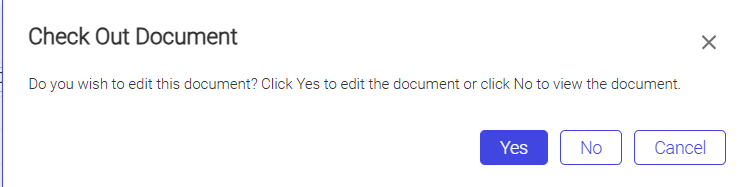 Check Out Document
Do you wish to edit this document? Click Yes to edit the document or click No to view the document.
Yes No Cancel